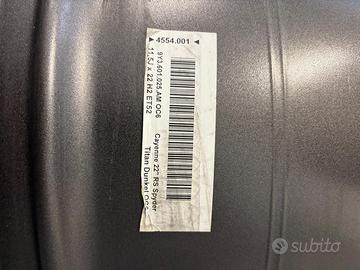 ▲ 4554.001 ◄
9Y3.601.025.AM OC6
11,5J x 22 H2 ET52
Cayenne 22" RS Spyder
Titan Dunkel OC6
subito